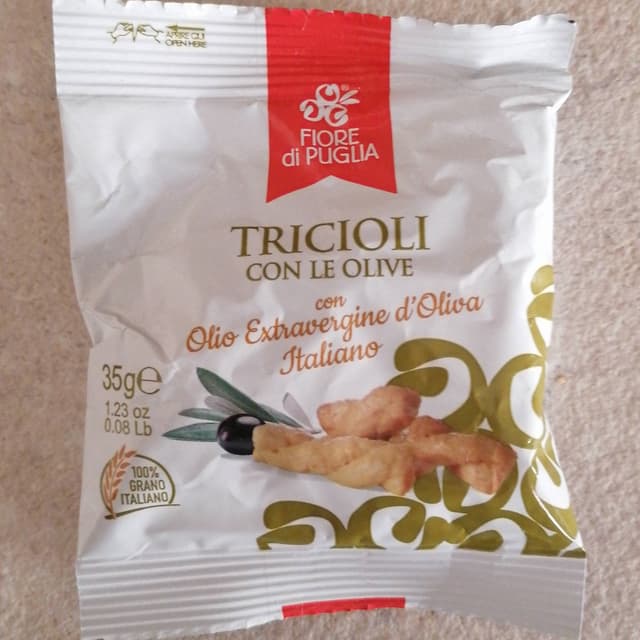 APRIRE QUI
OPEN HERE
FIORE
di PUGLIA
TRICIOLI
CON LE OLIVE
con
Olio Extravergine d'Oliva
Italiano
35g℮
1.23 oz
0.08 Lb
100%
GRANO
ITALIANO